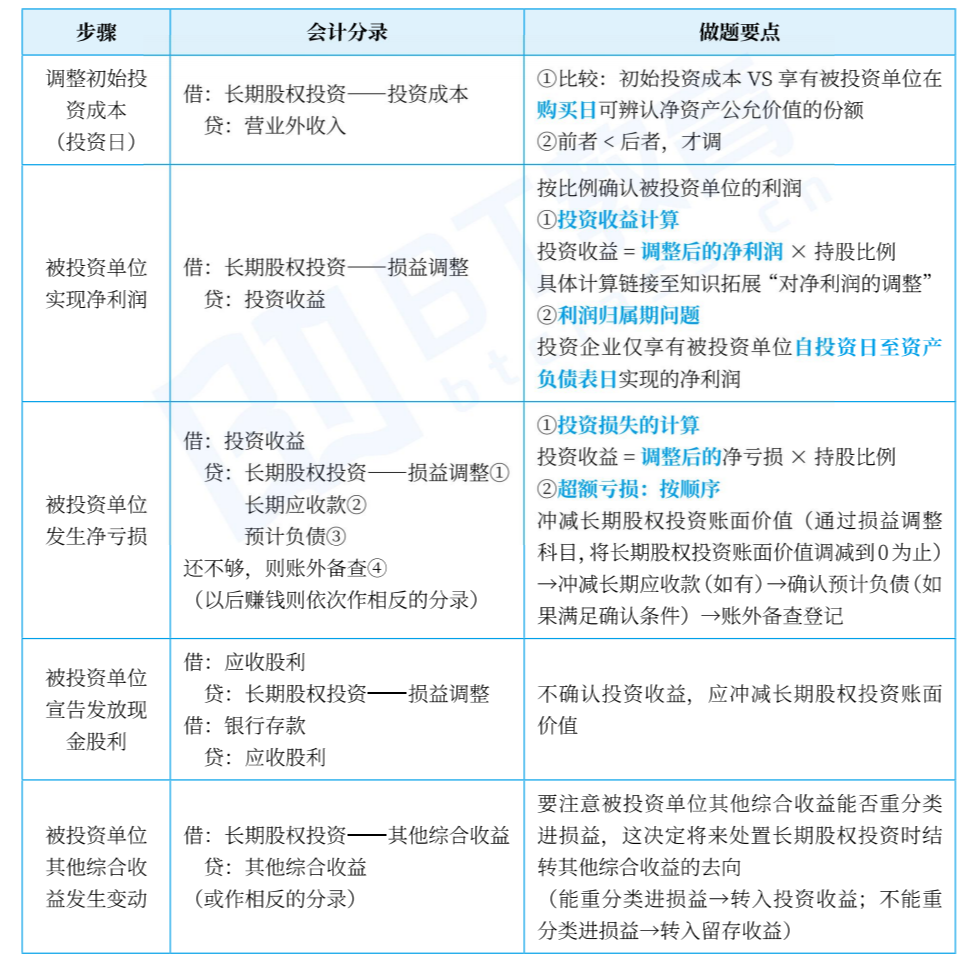 步骤
会计分录
做题要点
调整初始投
资成本
（投资日）
借：长期股权投资——投资成本
贷：营业外收入
①比较：初始投资成本 VS 享有被投资单位在
购买日可辨认净资产公允价值的份额
②前者 < 后者，才调
被投资单位
实现净利润
借：长期股权投资——损益调整
贷：投资收益
按比例确认被投资单位的利润
①投资收益计算
投资收益 = 调整后的净利润 × 持股比例
具体计算链接至知识拓展“对净利润的调整”
②利润归属期问题
投资企业仅享有被投资单位自投资日至资产
负债表日实现的净利润
被投资单位
发生净亏损
借：投资收益
贷：长期股权投资——损益调整①
长期应收款②
预计负债③
还不够，则账外备查④
（以后赚钱则依次作相反的分录）
①投资损失的计算
投资收益 = 调整后的净亏损 × 持股比例
②超额亏损：按顺序
冲减长期股权投资账面价值（通过损益调整
科目，将长期股权投资账面价值调减到0为止）
→冲减长期应收款（如有）→确认预计负债（如
果满足确认条件）→账外备查登记
被投资单位
宣告发放现
金股利
借：应收股利
贷：长期股权投资——损益调整
借：银行存款
贷：应收股利
不确认投资收益，应冲减长期股权投资账面
价值
被投资单位
其他综合收
益发生变动
借：长期股权投资——其他综合收益
贷：其他综合收益
（或作相反的分录）
要注意被投资单位其他综合收益能否重分类
进损益，这决定将来处置长期股权投资时结
转其他综合收益的去向
（能重分类进损益→转入投资收益；不能重
分类进损益→转入留存收益）
BT教育